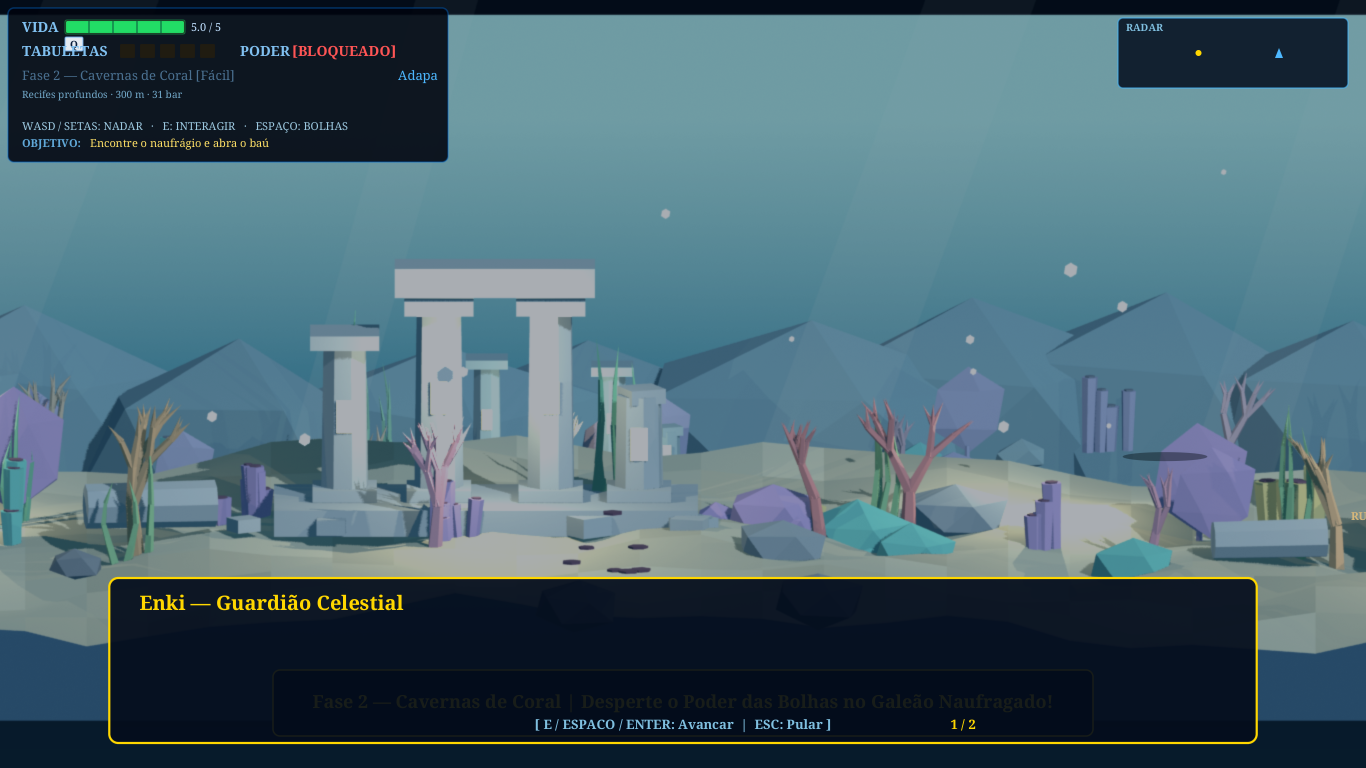 VIDA 5.0 / 5
Q
TABULETAS PODER [BLOQUEADO]
Fase 2 — Cavernas de Coral [Fácil] Adapa
Recifes profundos · 300 m · 31 bar
WASD / SETAS: NADAR · E: INTERAGIR · ESPAÇO: BOLHAS
OBJETIVO: Encontre o naufrágio e abra o baú
RADAR
RU
Enki — Guardião Celestial
Fase 2 — Cavernas de Coral | Desperte o Poder das Bolhas no Galeão Naufragado!
[ E / ESPACO / ENTER: Avancar | ESC: Pular ] 1 / 2